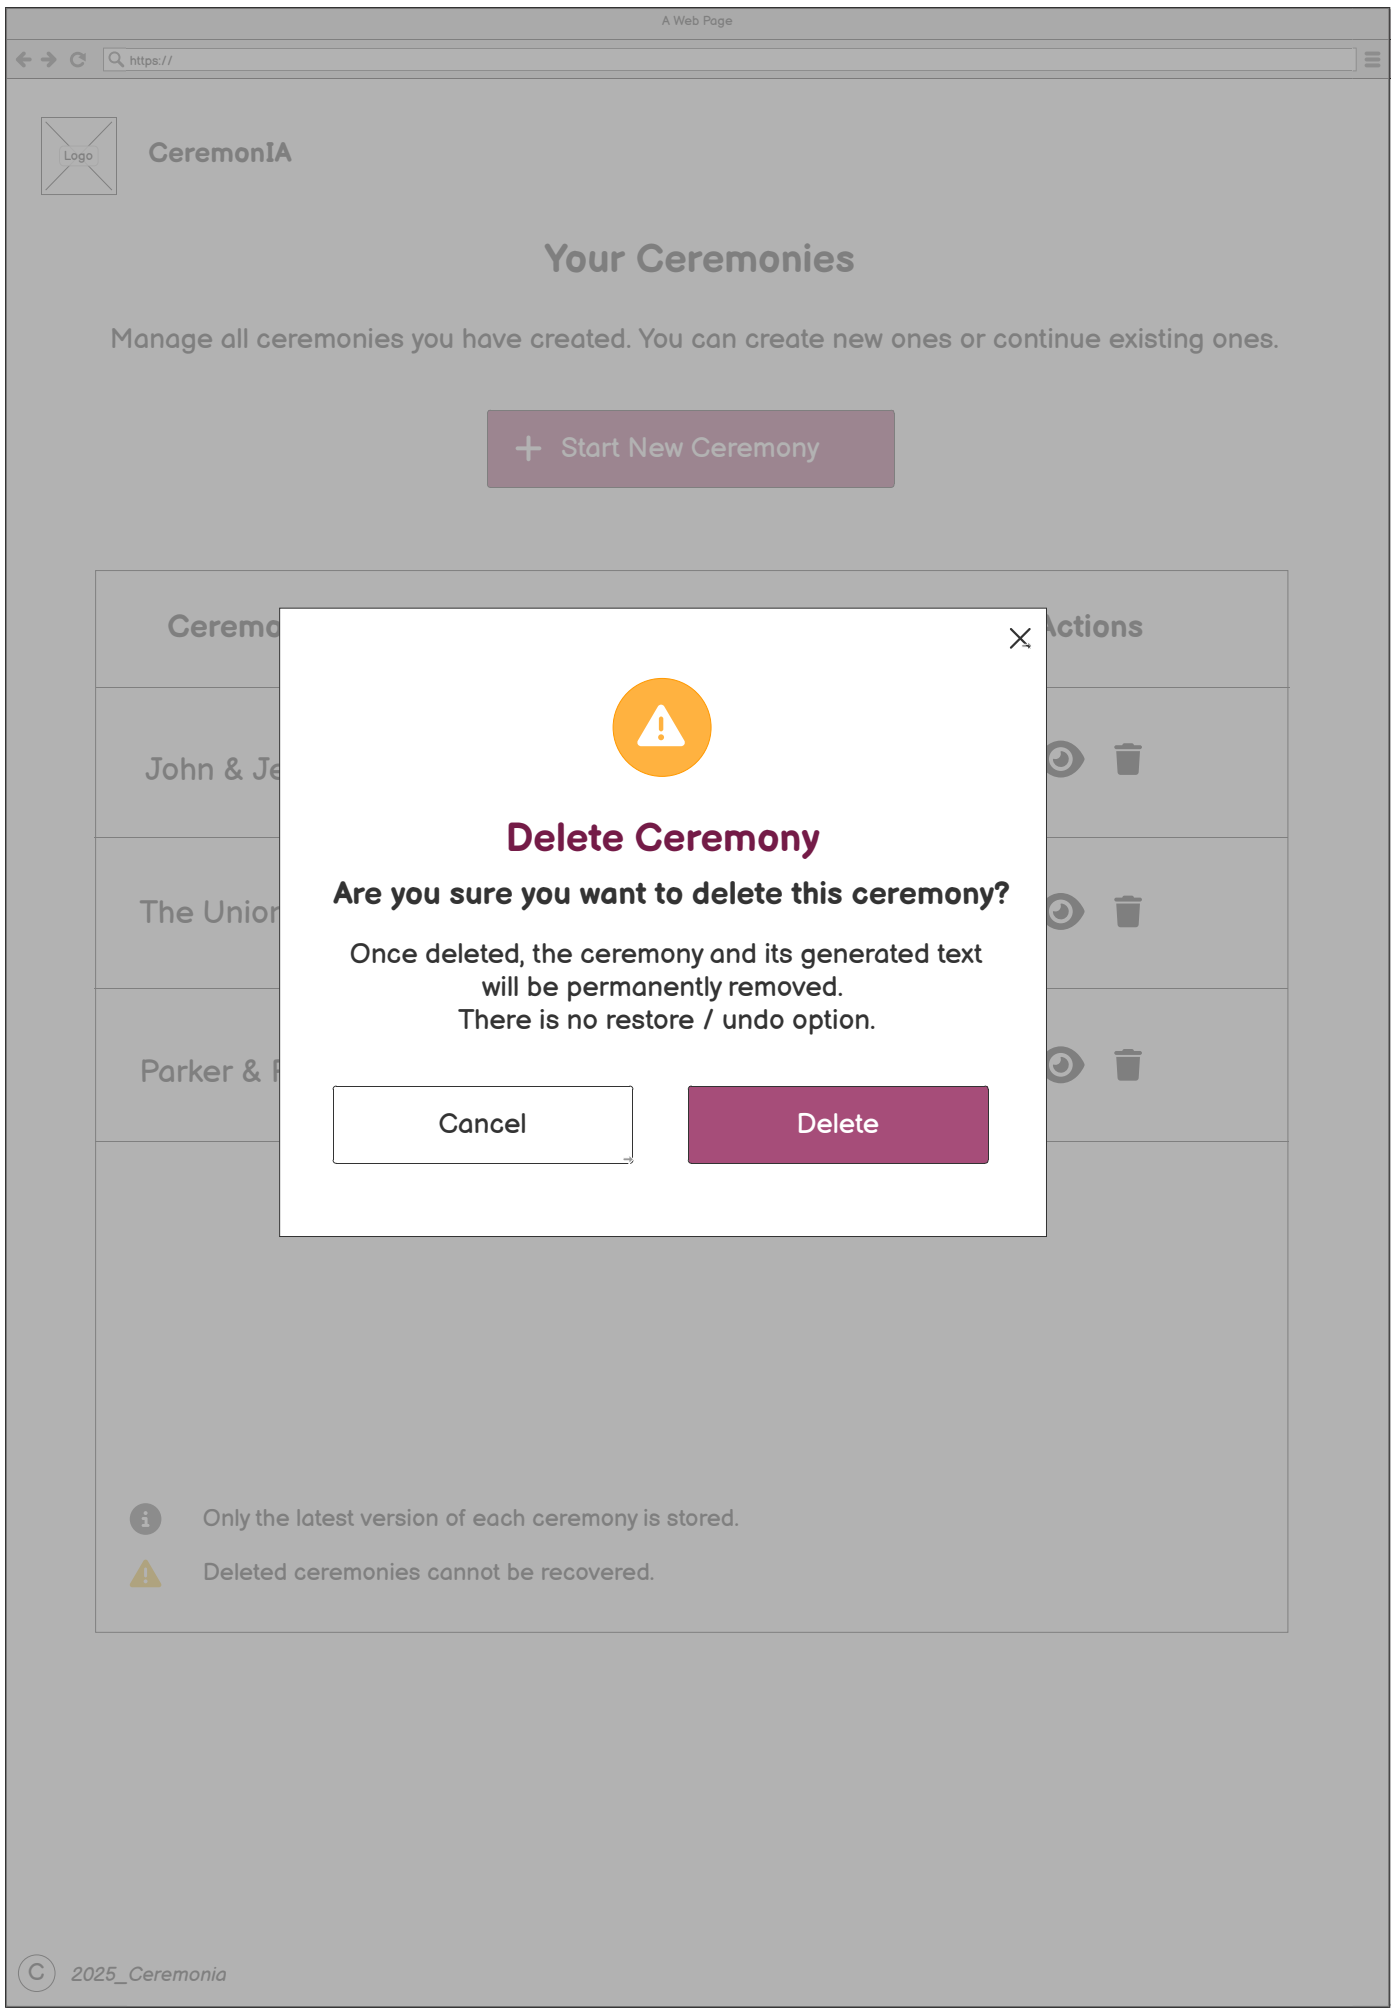 A Web Page
https://
Logo
CeremonIA
Your Ceremonies
Manage all ceremonies you have created. You can create new ones or continue existing ones.
Start New Ceremony
Actions
Delete Ceremony
Are you sure you want to delete this ceremony?
John &
Once deleted, the ceremony and its generated text
will be permanently removed.
There is no restore / undo option.
The
Parker &
Cancel
Delete
Only the latest version of each ceremony is stored.
Deleted ceremonies cannot be recovered.
C 2025_Ceremonia